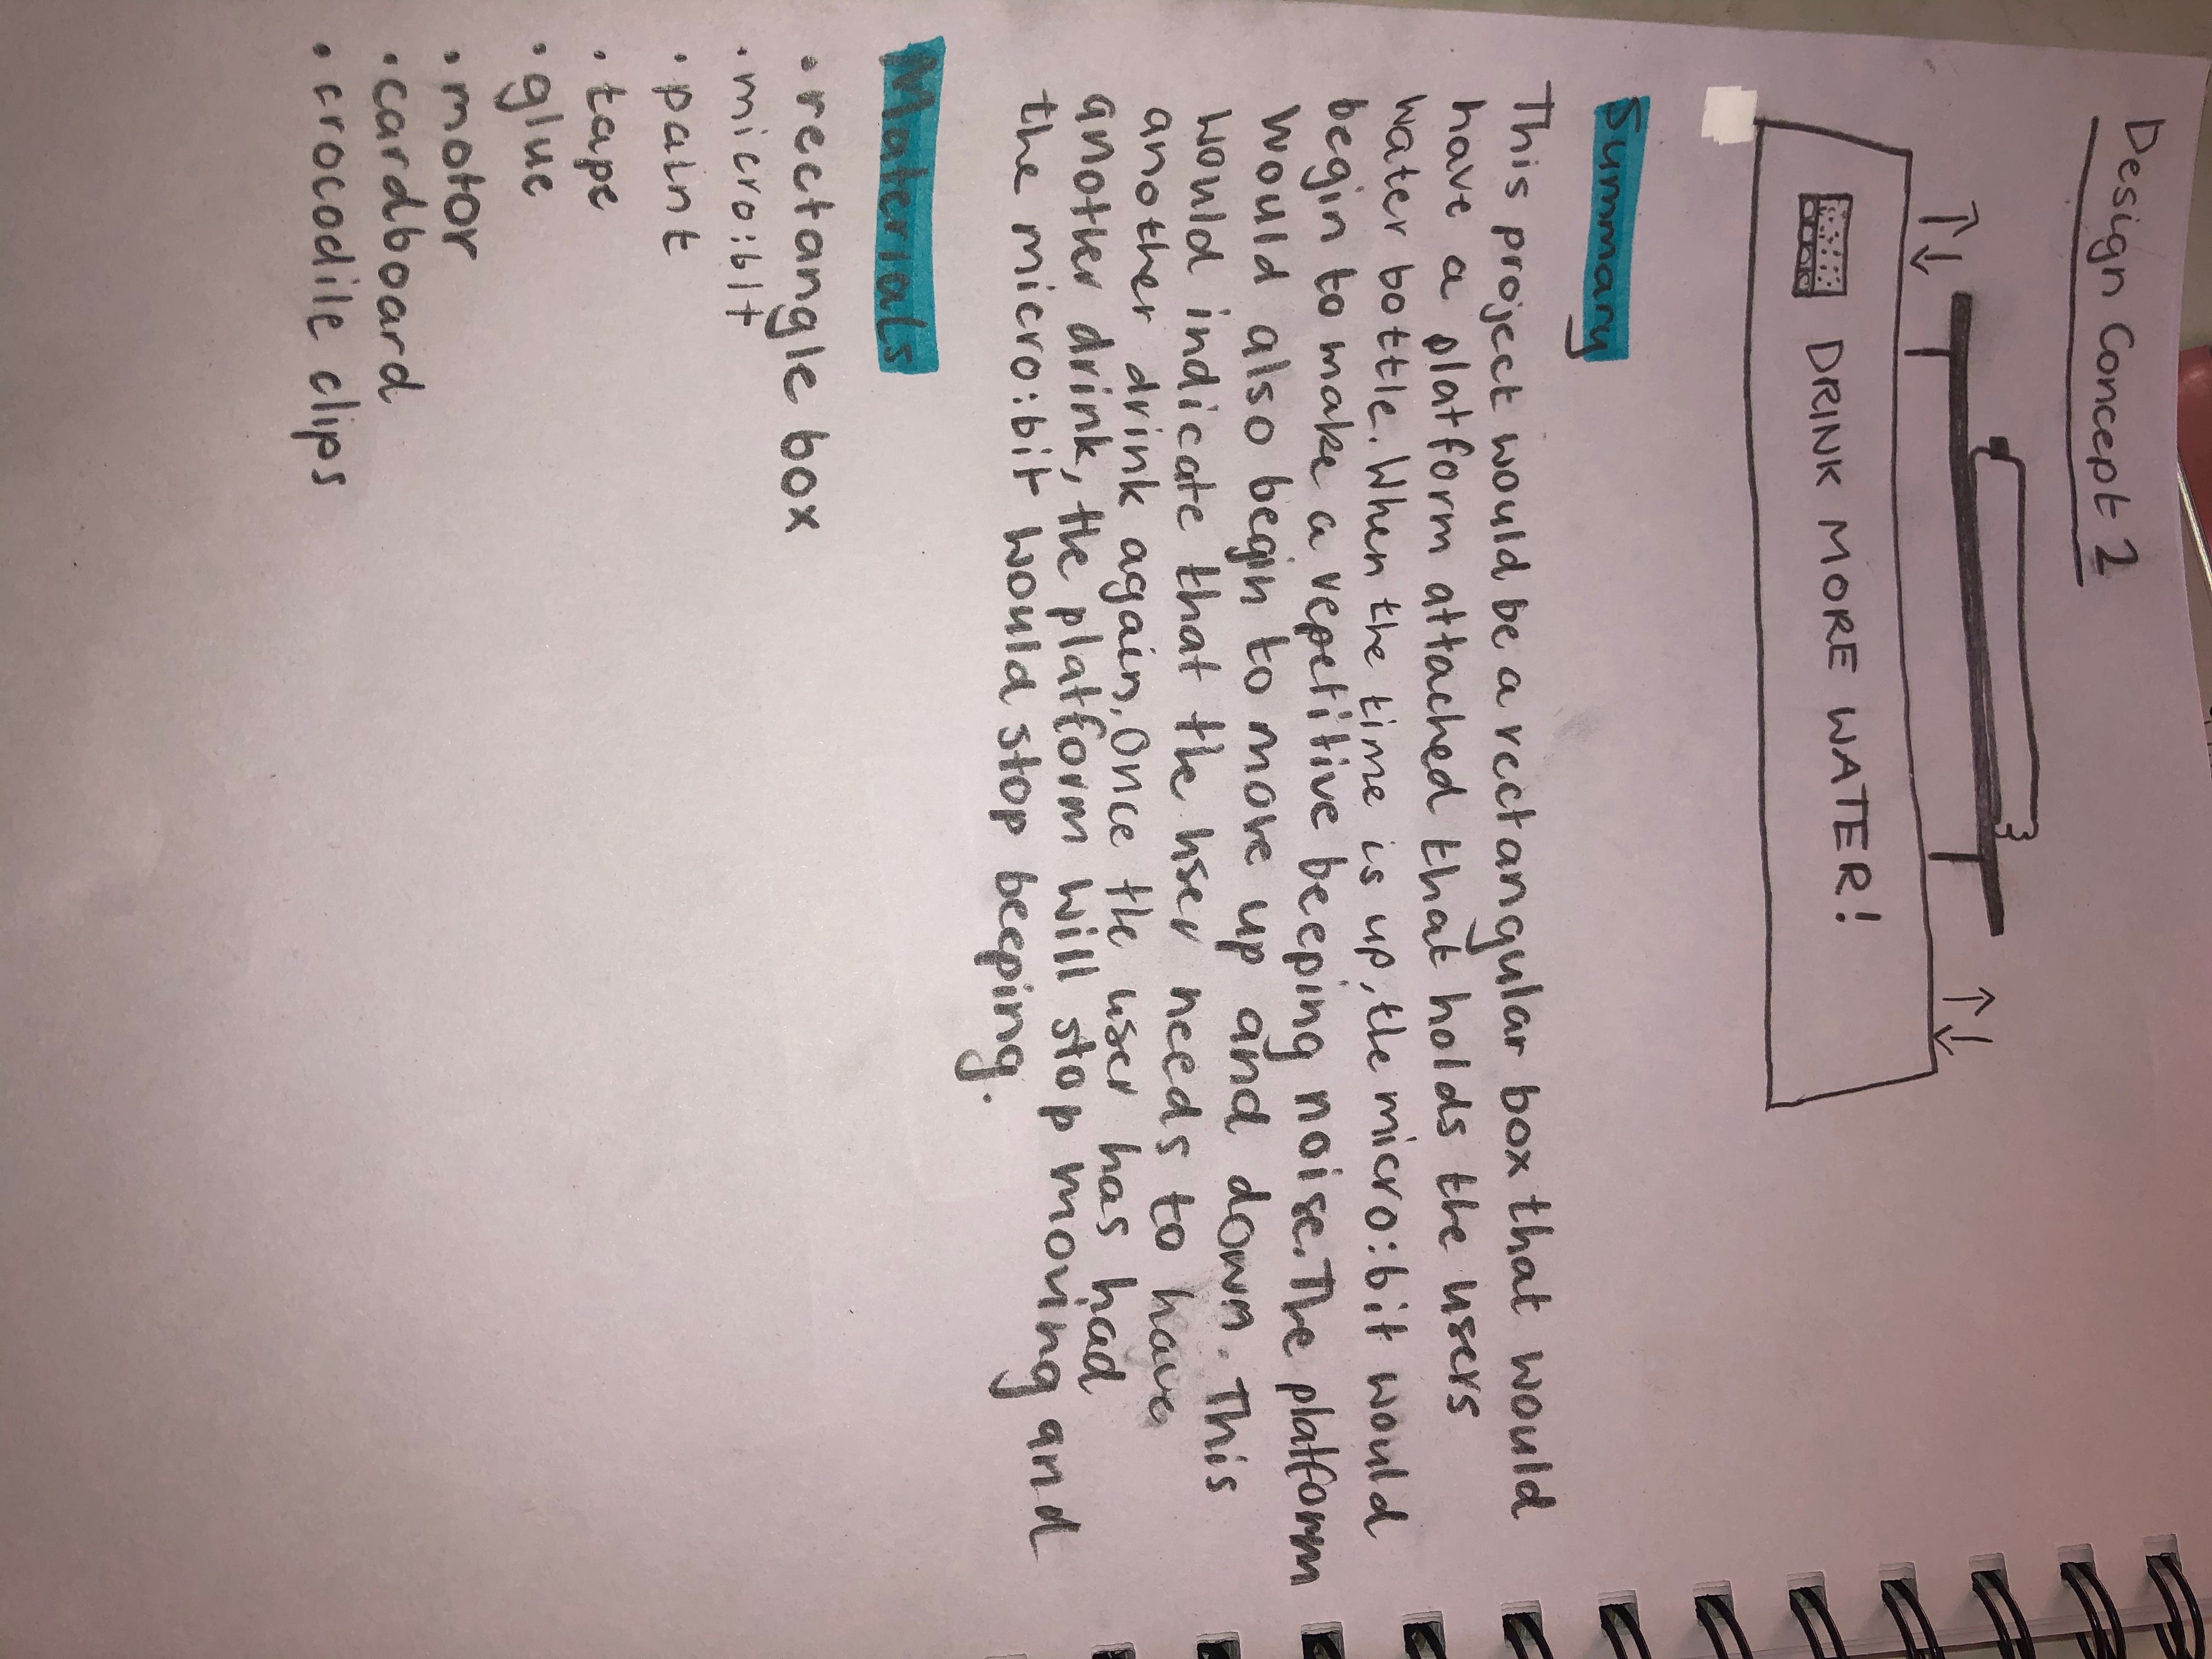 Design Concept 2
DRINK MORE WATER!
Summary
This project would be a rectangular box that would
have a platform attached that holds the users
water bottle. When the time is up, the micro:bit would
begin to make a repetitive beeping noise. The platform
would also begin to move up and down. This
would indicate that the user needs to have
another drink again. Once the user has had
another drink, the platform will stop moving and
the micro:bit would stop beeping.
Materials
• rectangle box
• micro:bit
• paint
• tape
• glue
• motor
• cardboard
• crocodile clips